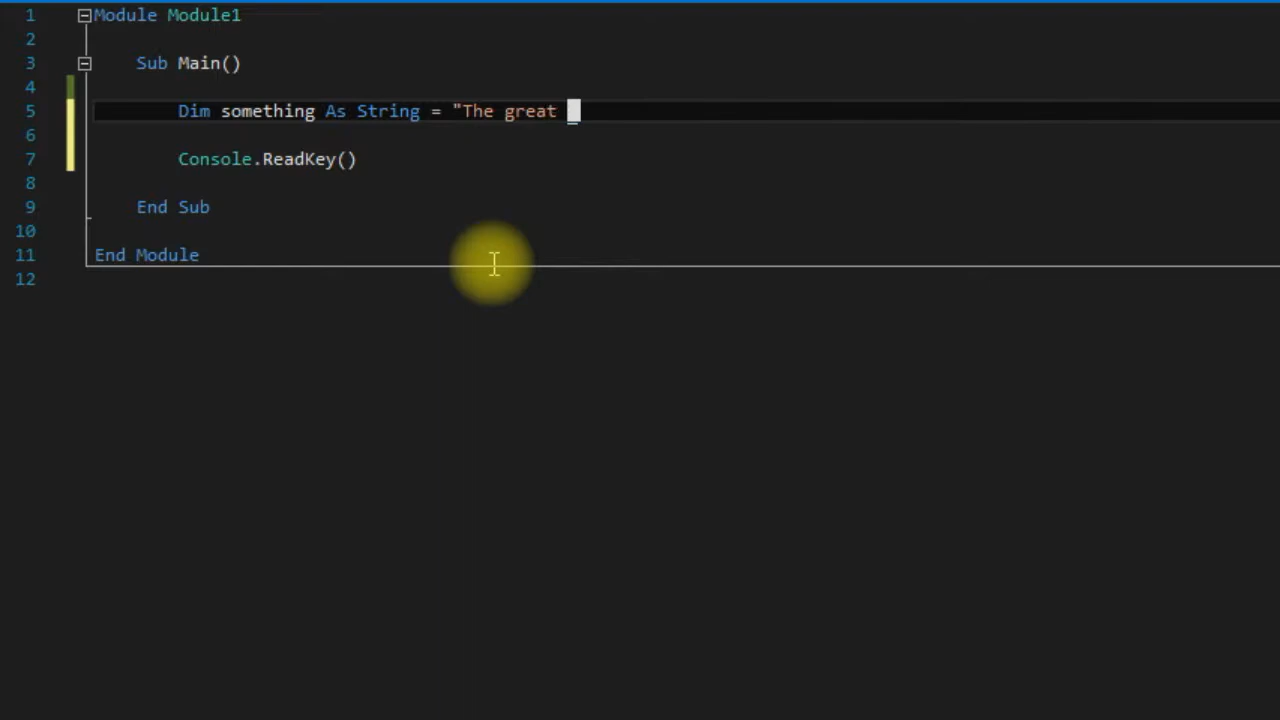 1 Module Module1
2
3 Sub Main()
4
5 Dim something As String = "The great
6
7 Console.ReadKey()
8
9 End Sub
10
11 End Module
12